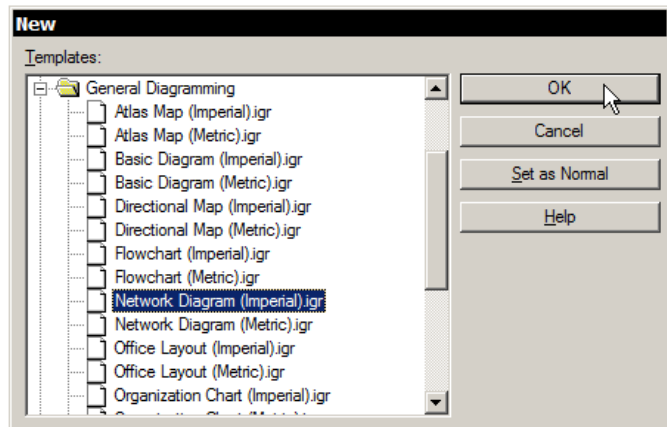 New
Templates:
General Diagramming
Atlas Map (Imperial).igr
Atlas Map (Metric).igr
Basic Diagram (Imperial).igr
Basic Diagram (Metric).igr
Directional Map (Imperial).igr
Directional Map (Metric).igr
Flowchart (Imperial).igr
Flowchart (Metric).igr
Network Diagram (Imperial).igr
Network Diagram (Metric).igr
Office Layout (Imperial).igr
Office Layout (Metric).igr
Organization Chart (Imperial).igr
OK
Cancel
Set as Normal
Help